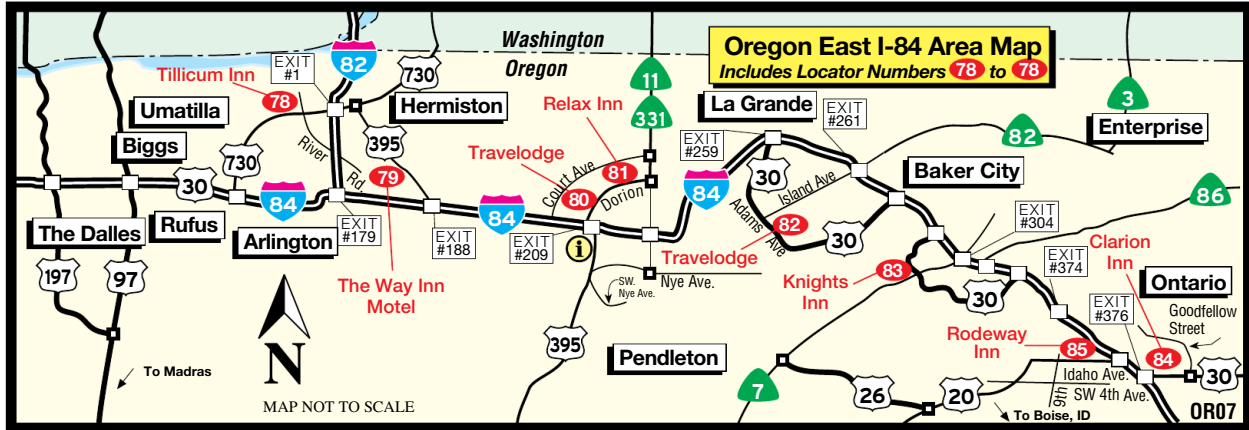 Washington
Oregon
Oregon East I-84 Area Map
Includes Locator Numbers 78 to 78
EXIT
#1
82
730
Tillicum Inn
78
Umatilla
Hermiston
Biggs
730
River
Rd.
395
79
The Way Inn
Motel
30
84
Rufus
Arlington
The Dalles
197
97
To Madras
N
MAP NOT TO SCALE
EXIT
#179
EXIT
#188
84
EXIT
#209
i
Relax Inn
81
Travelodge
80
Court Ave
Dorion
11
331
SW.
Nye Ave.
Nye Ave.
395
Pendleton
84
La Grande
EXIT
#259
EXIT
#261
30
Island Ave
Adams Ave
82
Travelodge
30
82
3
Enterprise
Baker City
86
EXIT
#304
Knights
Inn
83
30
EXIT
#374
Clarion
Inn
84
Ontario
EXIT
#376
Goodfellow
Street
Rodeway
Inn
85
30
Idaho Ave.
SW 4th Ave.
9th
7
26
20
To Boise, ID
OR07